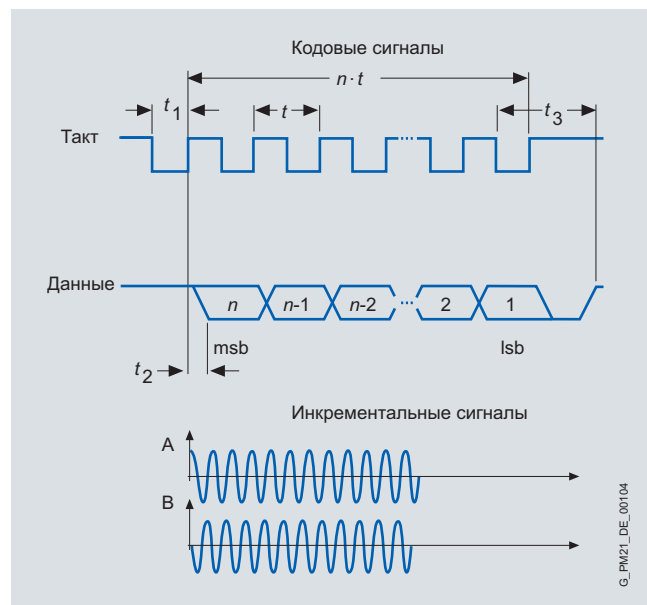 Кодовые сигналы
n·t
t1
t
t3
Такт
...
Данные
n
n-1
n-2
...
2
1
msb
lsb
t2
Инкрементальные сигналы
A
B
G_PM21_DE_00104